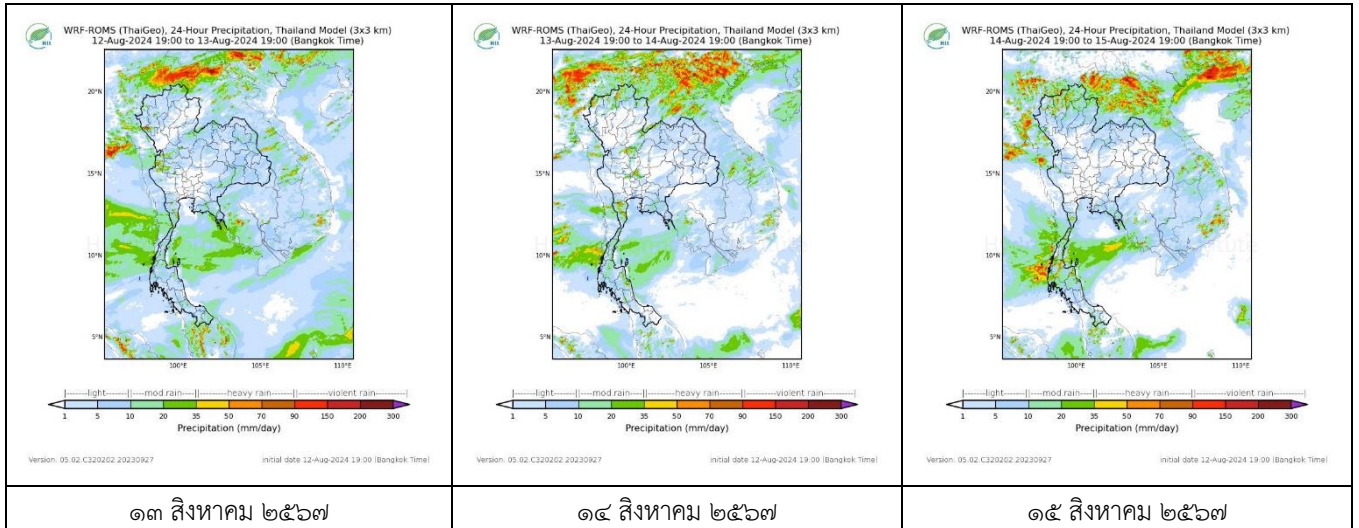 WRF-ROMS (ThaiGeo), 24-Hour Precipitation, Thailand Model (3x3 km)
12-Aug-2024 19:00 to 13-Aug-2024 19:00 (Bangkok Time)
20°N
15°N
10°N
5°N
100°E
105°E
110°E
light mod rain heavy rain violent rain
1 5 10 20 35 50 70 90 150 200 300
Precipitation (mm/day)
Version: 05.02.C320202.20230927
initial date 12-Aug-2024 19:00 (Bangkok Time)
๑๓ สิงหาคม ๒๕๖๗
WRF-ROMS (ThaiGeo), 24-Hour Precipitation, Thailand Model (3x3 km)
13-Aug-2024 19:00 to 14-Aug-2024 19:00 (Bangkok Time)
20°N
15°N
10°N
5°N
100°E
105°E
110°E
light mod rain heavy rain violent rain
1 5 10 20 35 50 70 90 150 200 300
Precipitation (mm/day)
Version: 05.02.C320202.20230927
initial date 12-Aug-2024 19:00 (Bangkok Time)
๑๔ สิงหาคม ๒๕๖๗
WRF-ROMS (ThaiGeo), 24-Hour Precipitation, Thailand Model (3x3 km)
14-Aug-2024 19:00 to 15-Aug-2024 19:00 (Bangkok Time)
20°N
15°N
10°N
5°N
100°E
105°E
110°E
light mod rain heavy rain violent rain
1 5 10 20 35 50 70 90 150 200 300
Precipitation (mm/day)
Version: 05.02.C320202.20230927
initial date 12-Aug-2024 19:00 (Bangkok Time)
๑๕ สิงหาคม ๒๕๖๗